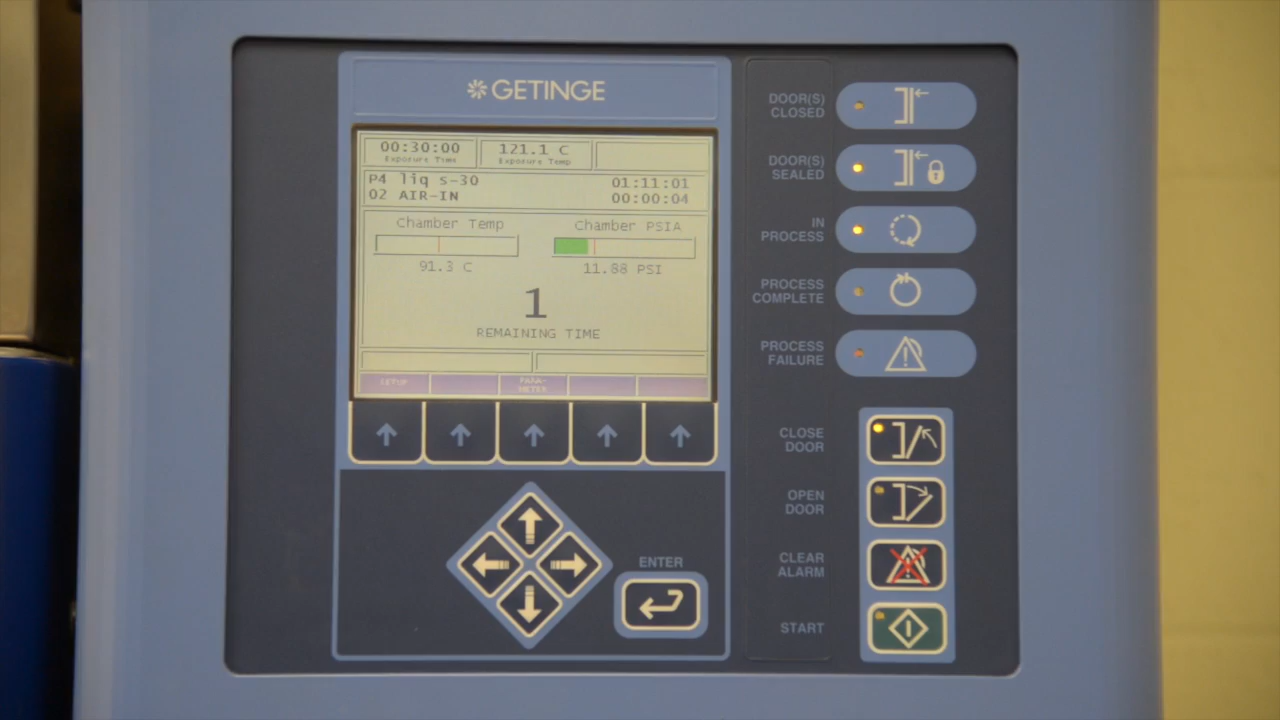 GETINGE
00:30:00
Exposure Time
121.1 C
Exposure Temp
P4 liq s-30
01:11:01
02 AIR-IN
00:00:04
Chamber Temp
Chamber PSIA
91.3 C
11.88 PSI
1
REMAINING TIME
SETUP
PARA-
METER
ENTER
DOOR(S)
CLOSED
DOOR(S)
SEALED
IN
PROCESS
PROCESS
COMPLETE
PROCESS
FAILURE
CLOSE
DOOR
OPEN
DOOR
CLEAR
ALARM
START